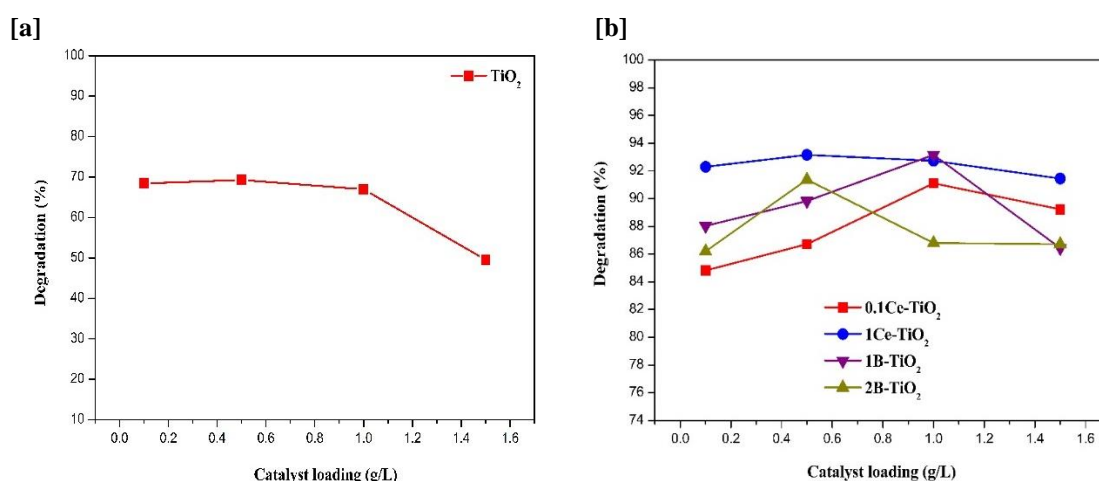 [a]
100
90
80
70
60
50
40
30
20
10
Degradation (%)
TiO2
0.0 0.2 0.4 0.6 0.8 1.0 1.2 1.4 1.6
Catalyst loading (g/L)
[b]
100
98
96
94
92
90
88
86
84
82
80
78
76
74
Degradation (%)
0.1Ce-TiO2
1Ce-TiO2
1B-TiO2
2B-TiO2
0.0 0.2 0.4 0.6 0.8 1.0 1.2 1.4 1.6
Catalyst loading (g/L)